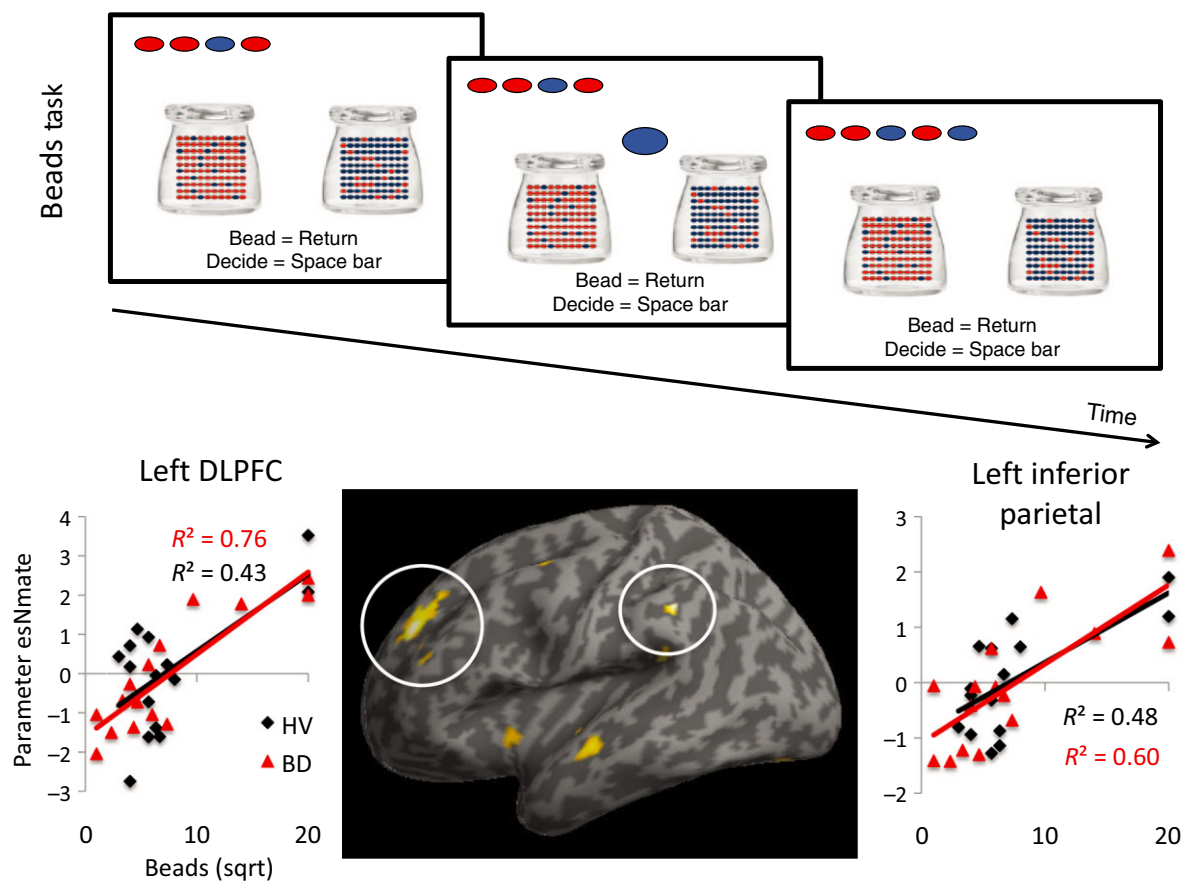 Beads task
Bead = Return
Decide = Space bar
Bead = Return
Decide = Space bar
Bead = Return
Decide = Space bar
Time
Left DLPFC
R² = 0.76
R² = 0.43
4
3
2
1
0
–1
–2
–3
Parameter esNmate
HV
BD
0
10
20
Beads (sqrt)
Left inferior
parietal
3
2
1
0
–1
–2
R² = 0.48
R² = 0.60
0
10
20